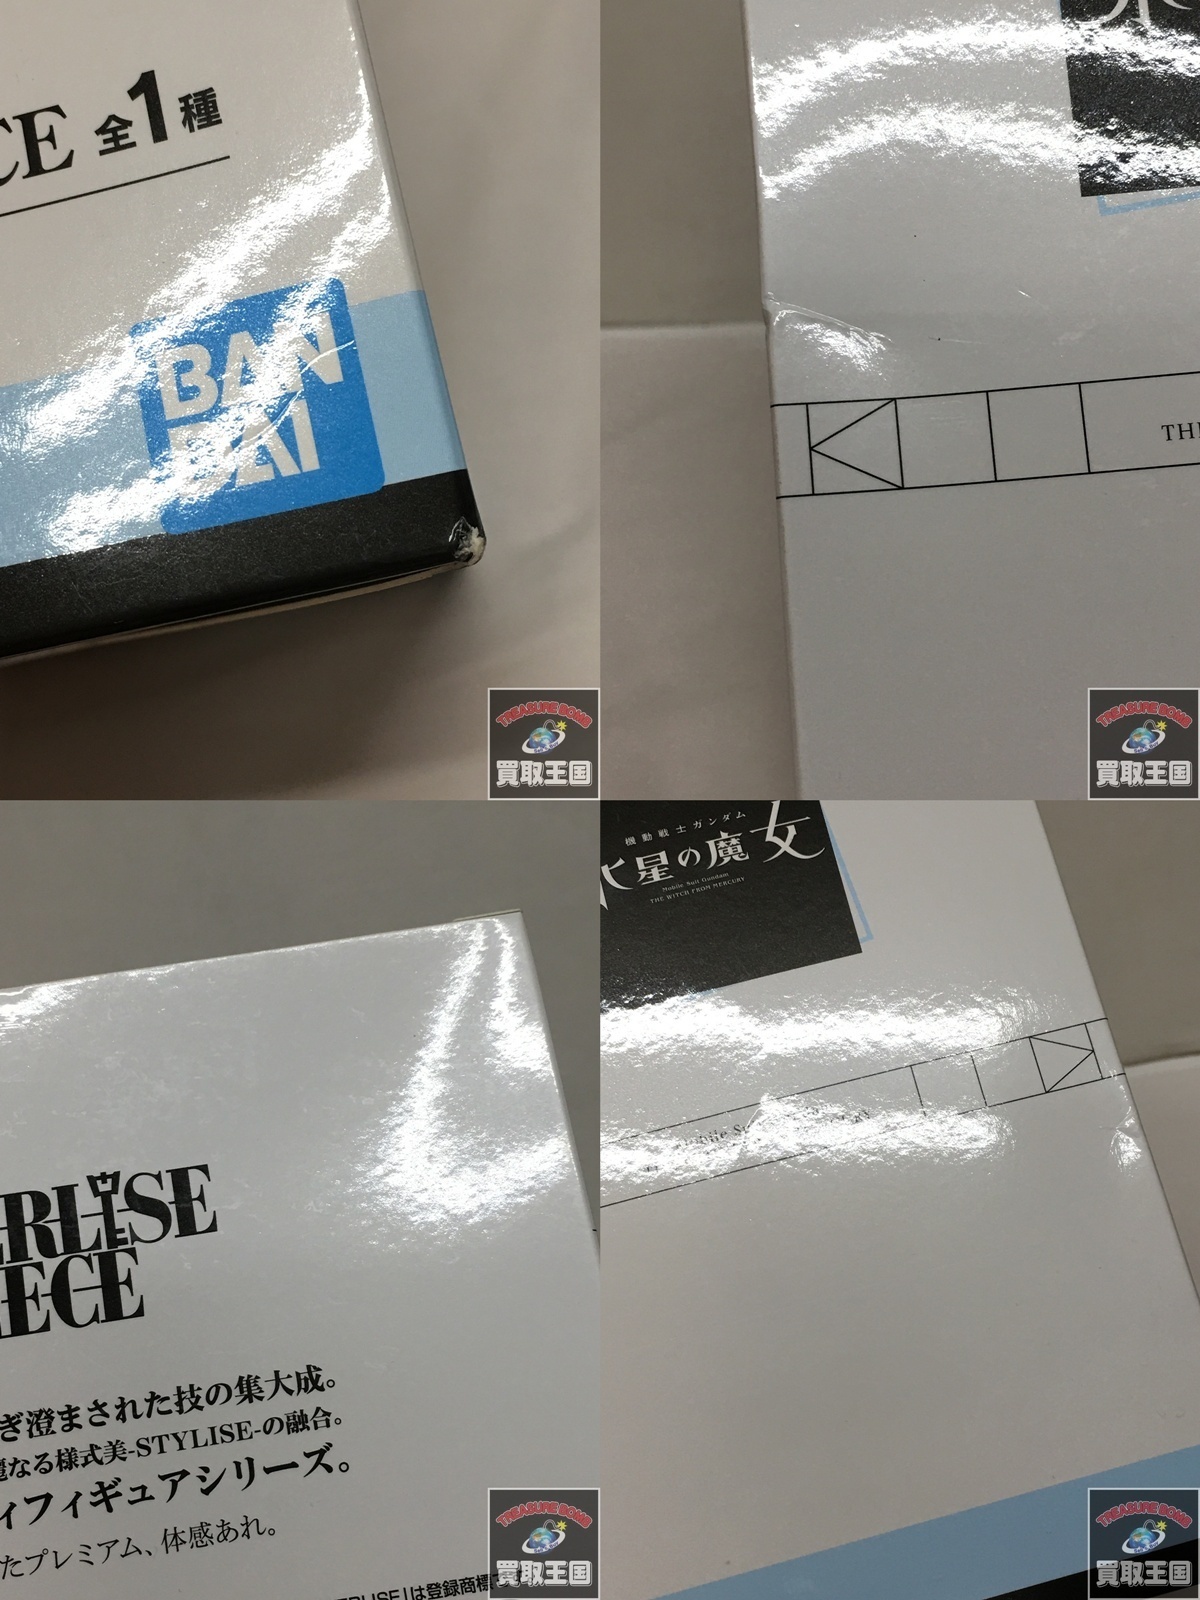 CE 全1種
BAN
DAI
TREASURE BOMB
買取王国
TH
TREASURE BOMB
買取王国
ERLISE
ECE
ぎ澄まされた技の集大成。
なる様式美-STYLISE-の融合。
ィフィギュアシリーズ。
たプレミアム、体感あれ。
RLISE」は登録商標で
TREASURE BOMB
買取王国
機動戦士ガンダム
水星の魔女
Mobile Suit Gundam
THE WITCH FROM MERCURY
TREASURE BOMB
買取王国